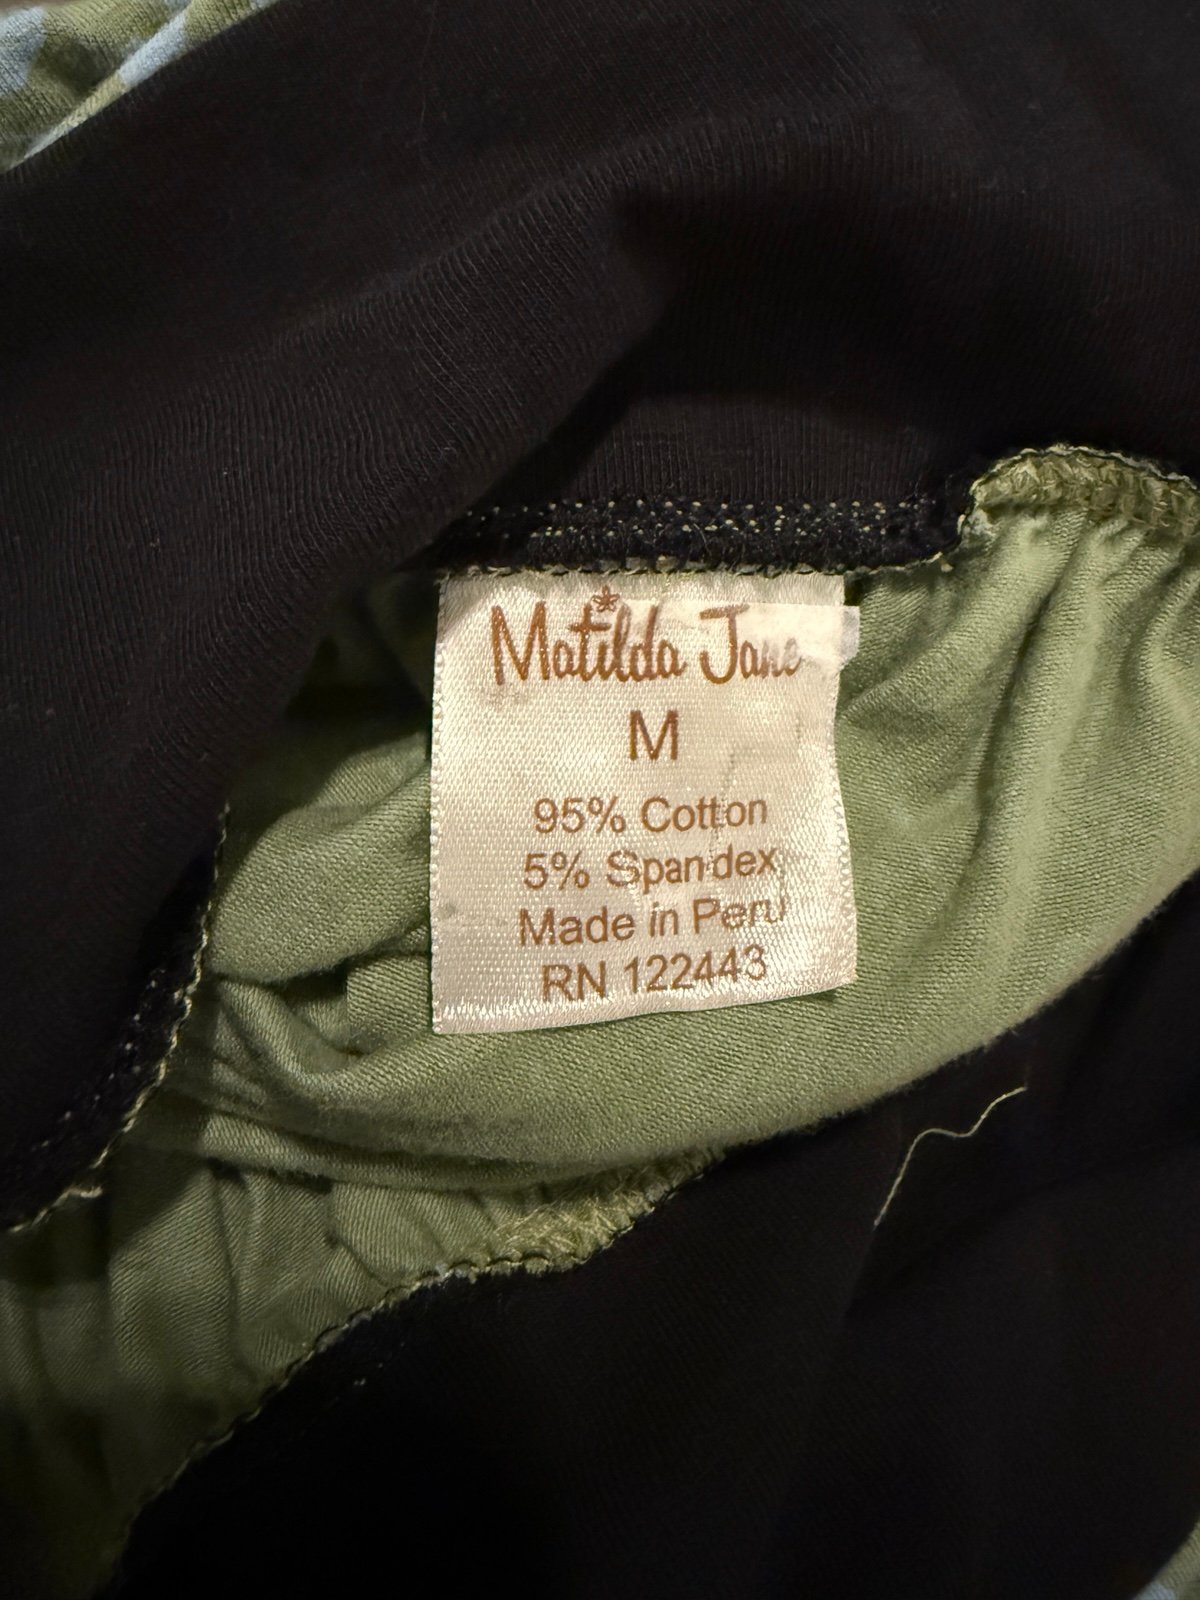 Matilda Jane
M
95% Cotton
5% Spandex
Made in Peru
RN 122443